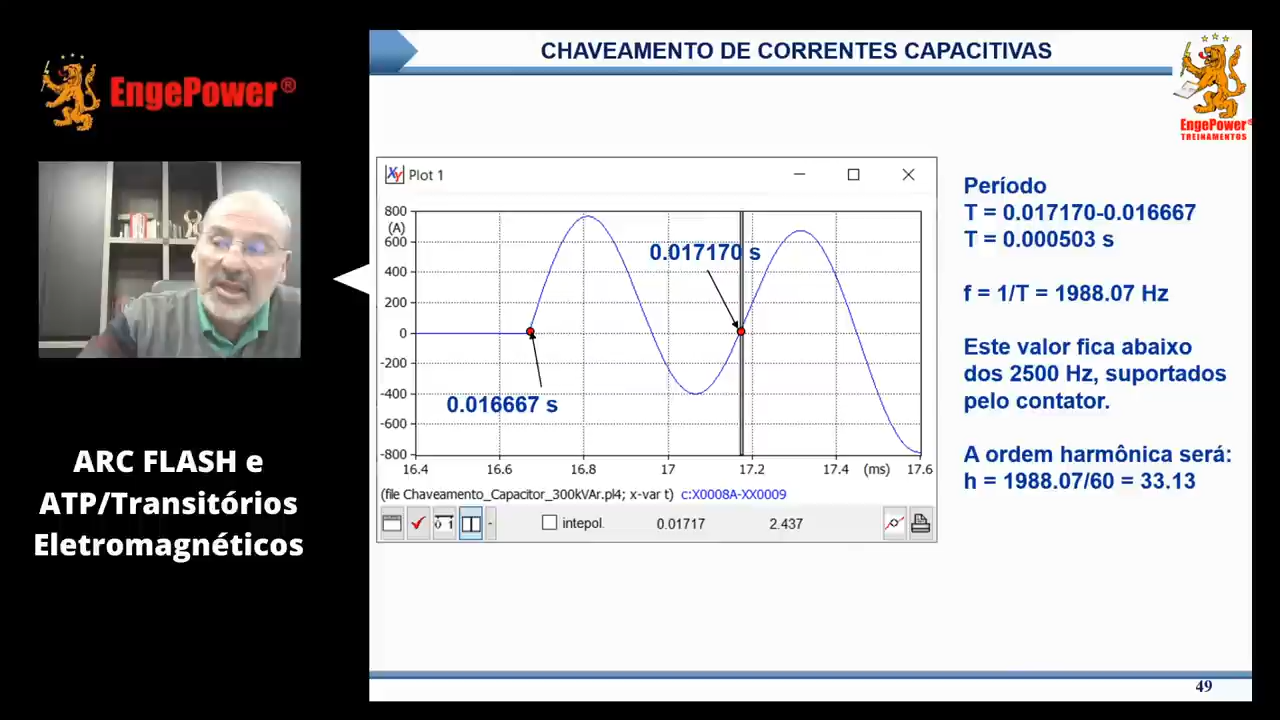 EngePower®
ARC FLASH e
ATP/Transitórios
Eletromagnéticos
CHAVEAMENTO DE CORRENTES CAPACITIVAS
EngePower®
TREINAMENTOS
Plot 1
800
(A)
600
400
200
0
-200
-400
-600
-800
16.4
16.6
16.8
17
17.2
17.4
(ms)
17.6
0.017170 s
0.016667 s
(file Chaveamento_Capacitor_300kVAr.pl4; x-var t) c:X0008A-XX0009
intepol.
0.01717
2.437
Período
T = 0.017170-0.016667
T = 0.000503 s
f = 1/T = 1988.07 Hz
Este valor fica abaixo
dos 2500 Hz, suportados
pelo contator.
A ordem harmônica será:
h = 1988.07/60 = 33.13
49